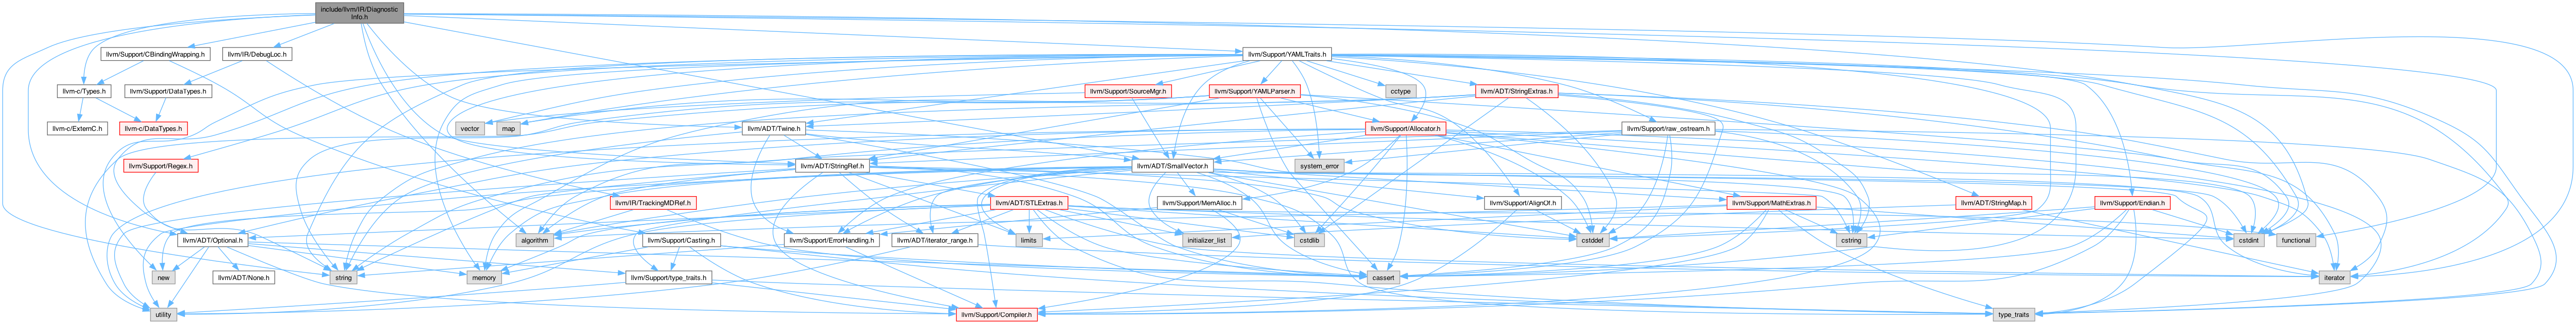 include/llvm/IR/Diagnostic
Info.h
llvm/Support/CBindingWrapping.h
llvm/IR/DebugLoc.h
llvm/Support/YAMLTraits.h
llvm-c/Types.h
llvm/Support/DataTypes.h
llvm/Support/SourceMgr.h
llvm/Support/YAMLParser.h
cctype
llvm/ADT/StringExtras.h
llvm-c/ExternC.h
llvm-c/DataTypes.h
vector
map
llvm/ADT/Twine.h
llvm/Support/Allocator.h
llvm/Support/raw_ostream.h
llvm/Support/Regex.h
llvm/ADT/StringRef.h
llvm/ADT/SmallVector.h
system_error
llvm/IR/TrackingMDRef.h
llvm/ADT/STLExtras.h
llvm/Support/MemAlloc.h
llvm/Support/AlignOf.h
llvm/Support/MathExtras.h
llvm/ADT/StringMap.h
llvm/Support/Endian.h
llvm/ADT/Optional.h
algorithm
llvm/Support/Casting.h
llvm/Support/ErrorHandling.h
llvm/ADT/iterator_range.h
limits
initializer_list
cstdlib
cstddef
cstring
cstdint
functional
new
llvm/ADT/None.h
string
memory
llvm/Support/type_traits.h
cassert
iterator
utility
llvm/Support/Compiler.h
type_traits